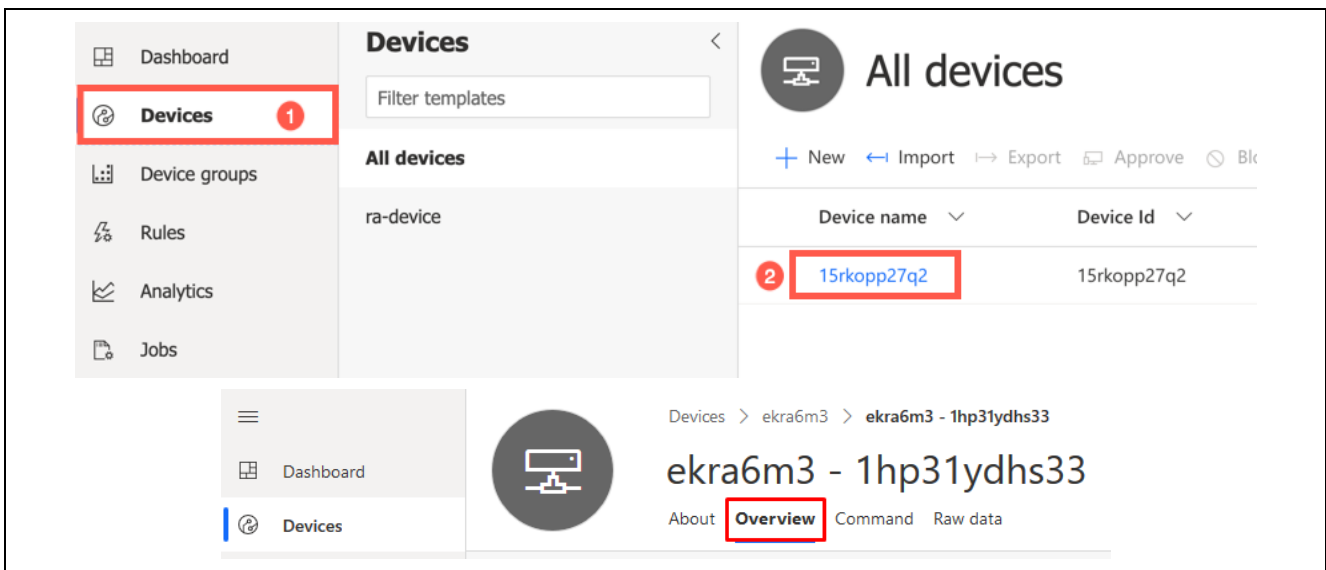 Dashboard
Devices 1
Device groups
Rules
Analytics
Jobs
Devices
Filter templates
All devices
ra-device
All devices
New Import Export Approve
Device name Device Id
2 15rkopp27q2 15rkopp27q2
Dashboard
Devices
Devices > ekra6m3 > ekra6m3 - 1hp31ydhs33
ekra6m3 - 1hp31ydhs33
About Overview Command Raw data